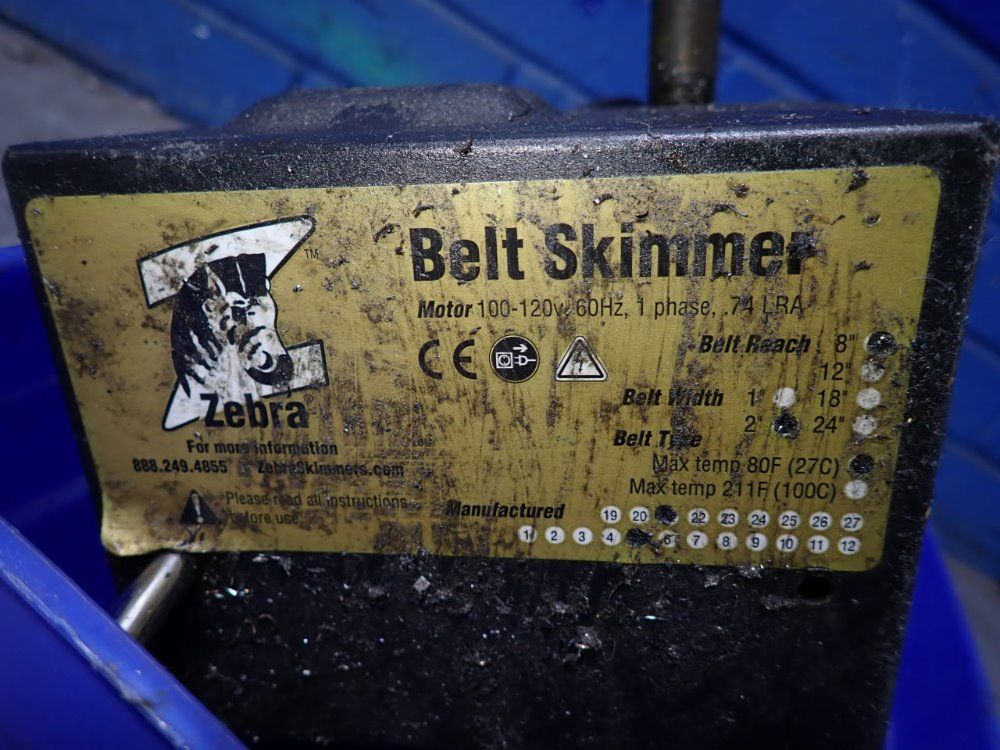 Belt Skimmer
Motor 100-120v, 60Hz, 1 phase, .74 LRA
TM
Zebra
For more information
888.249.4855 ZebraSkimmers.com
Please read all instructions
before use.
CE
Belt Reach 8"
12"
Belt Width 1" 18"
2" 24"
Belt Type
Max temp 80F (27C)
Max temp 211F (100C)
Manufactured
19 20 22 23 24 25 26 27
1 2 3 4 6 7 8 9 10 11 12